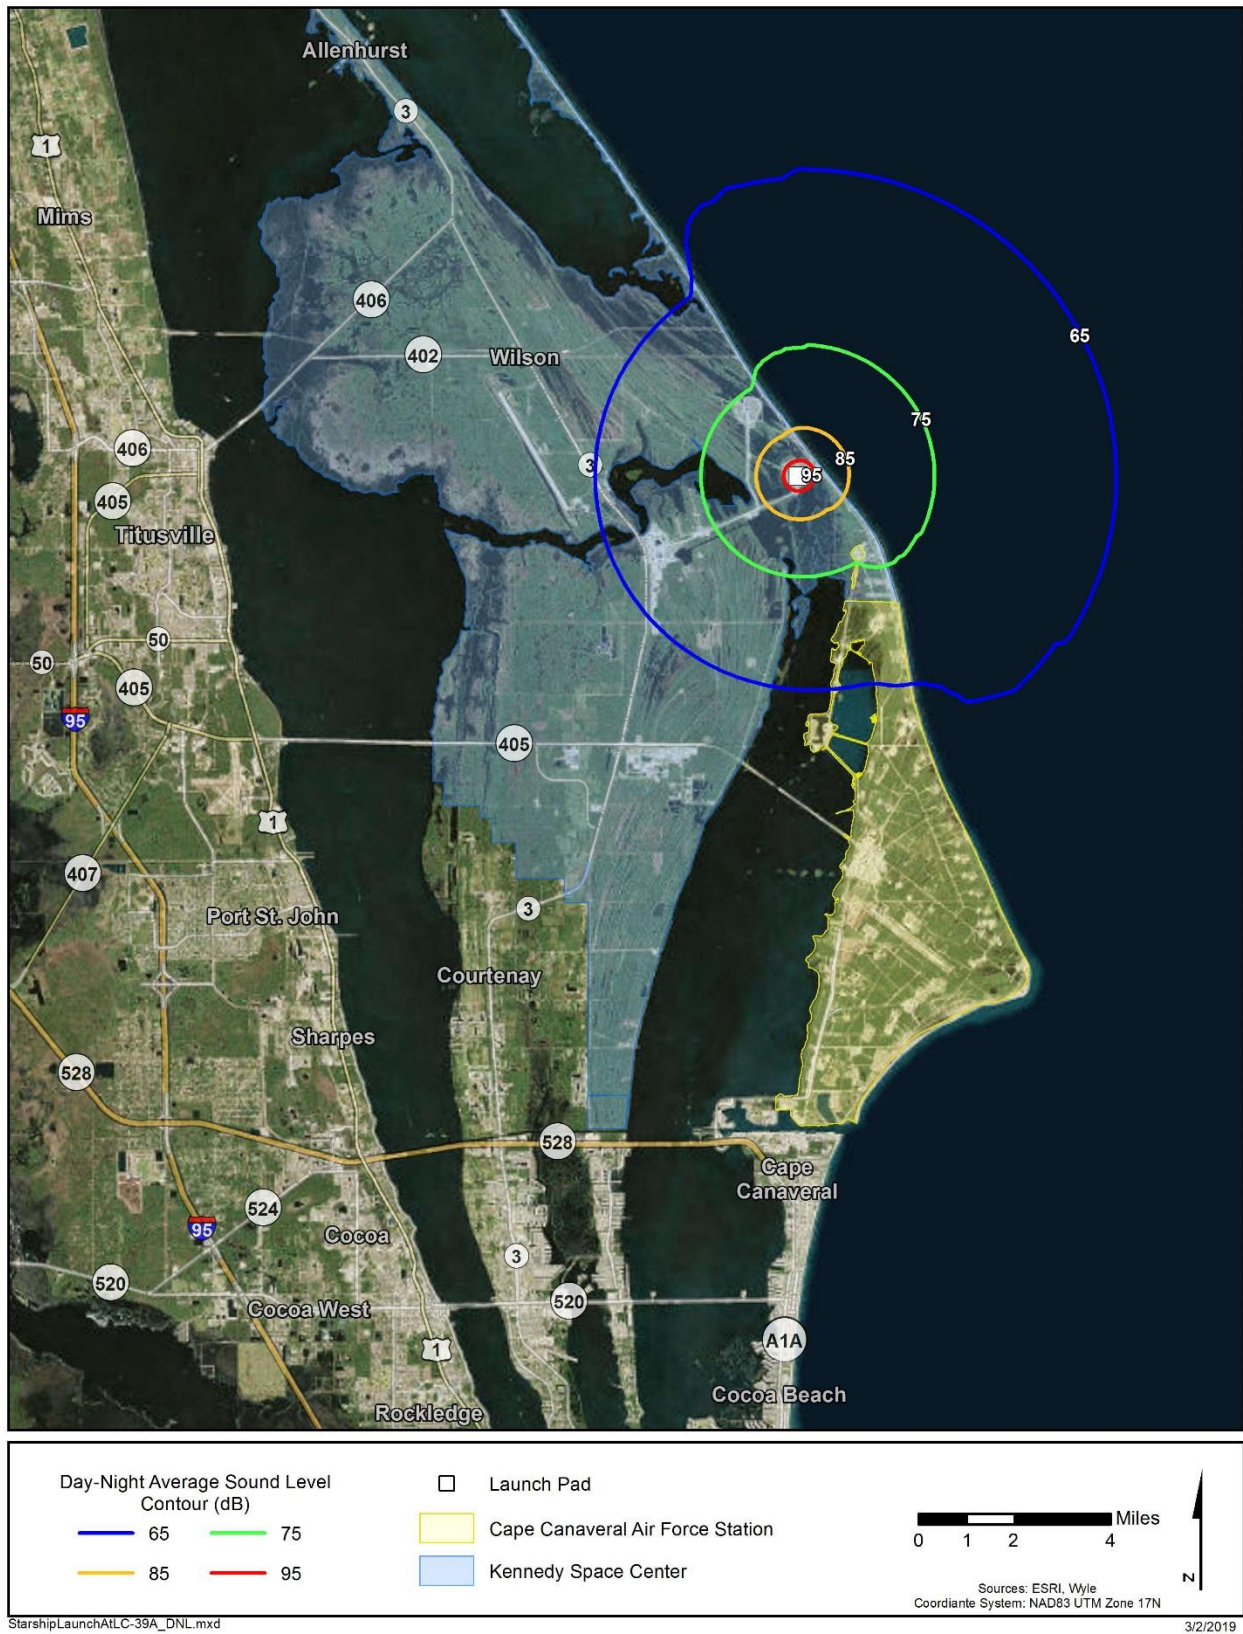 Allenhurst
3
1
Mims
406
65
402
Wilson
75
406
3
85
95
405
Titusville
50
50
405
95
405
1
407
Port St. John
3
Courtenay
Sharpes
528
528
Cape
Canaveral
524
95
Cocoa
3
520
520
Cocoa West
A1A
1
Cocoa Beach
Rockledge
Day-Night Average Sound Level
Contour (dB)
65
75
85
95
Launch Pad
Cape Canaveral Air Force Station
Kennedy Space Center
Miles
0 1 2 4
N
Sources: ESRI, Wyle
Coordiante System: NAD83 UTM Zone 17N
StarshipLaunchAtLC-39A_DNL.mxd
3/2/2019